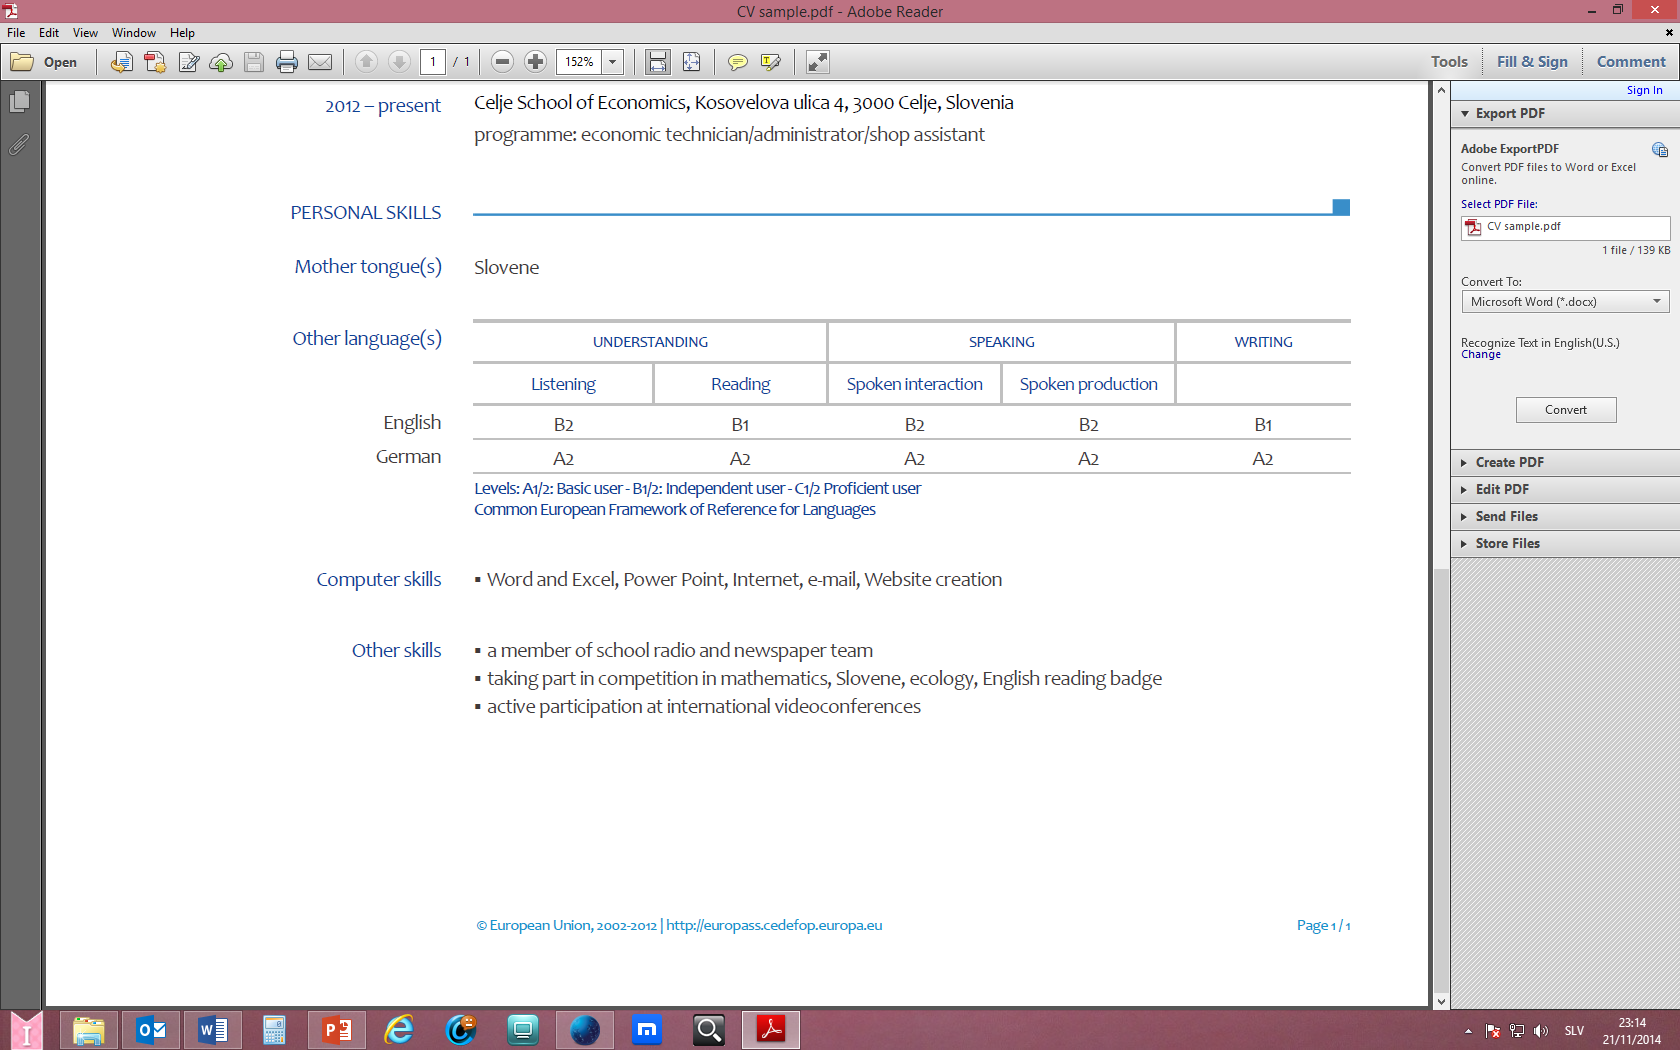 CV sample.pdf - Adobe Reader
File Edit View Window Help
Open 1 / 1 152% Tools Fill & Sign Comment
Sign In
Export PDF
Adobe ExportPDF
Convert PDF files to Word or Excel
online.
Select PDF File:
CV sample.pdf
1 file / 139 KB
Convert To:
Microsoft Word (*.docx)
Recognize Text in English(U.S.)
Change
Convert
Create PDF
Edit PDF
Send Files
Store Files
2012 – present Celje School of Economics, Kosovelova ulica 4, 3000 Celje, Slovenia
programme: economic technician/administrator/shop assistant
PERSONAL SKILLS
Mother tongue(s) Slovene
Other language(s) UNDERSTANDING SPEAKING WRITING
Listening Reading Spoken interaction Spoken production
English B2 B1 B2 B2 B1
German A2 A2 A2 A2 A2
Levels: A1/2: Basic user - B1/2: Independent user - C1/2 Proficient user
Common European Framework of Reference for Languages
Computer skills ▪ Word and Excel, Power Point, Internet, e-mail, Website creation
Other skills ▪ a member of school radio and newspaper team
▪ taking part in competition in mathematics, Slovene, ecology, English reading badge
▪ active participation at international videoconferences
© European Union, 2002-2012 | http://europass.cedefop.europa.eu Page 1 / 1
SLV 23:14
21/11/2014